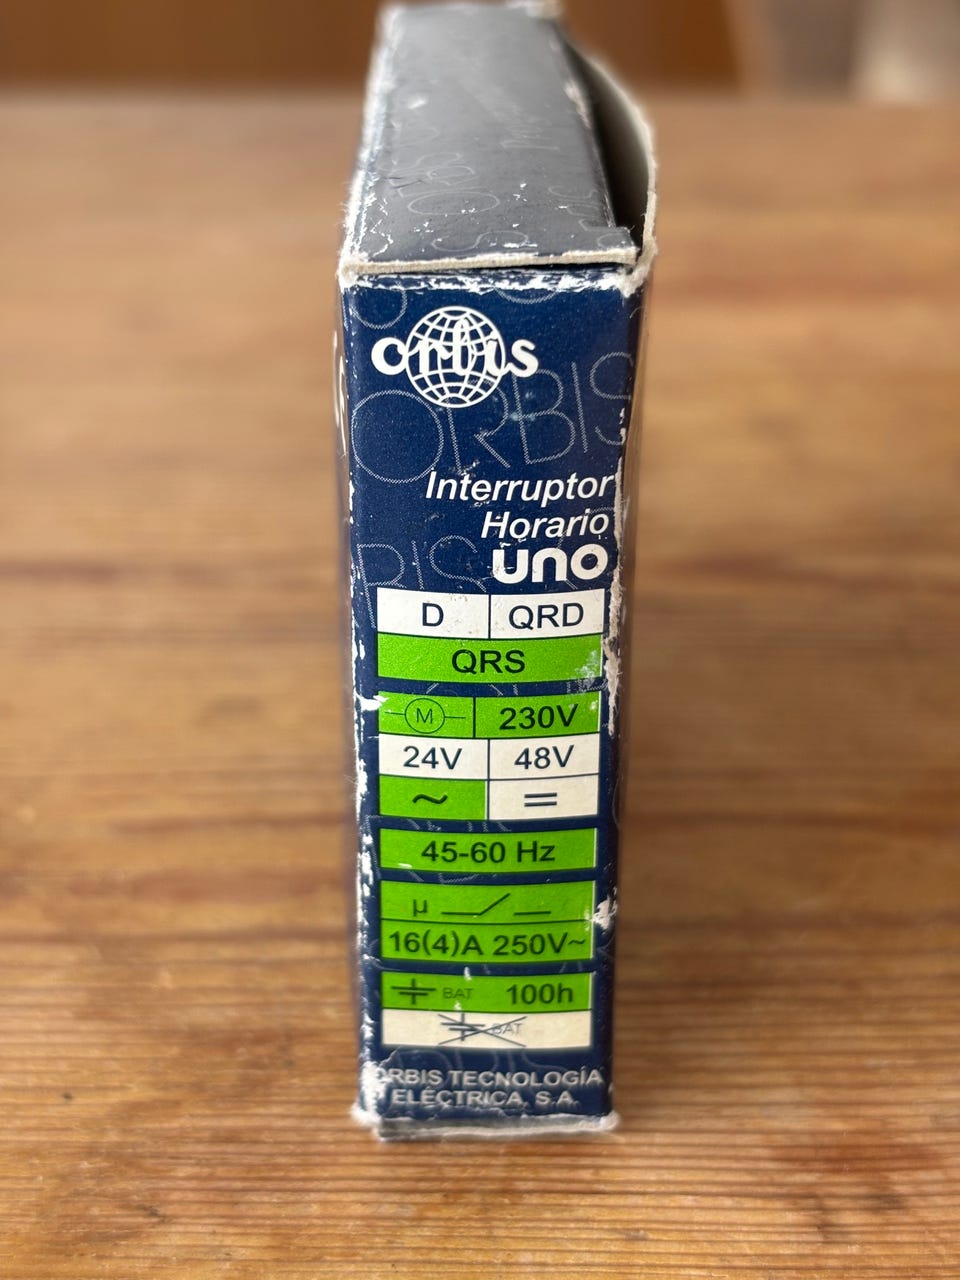 orbis
ORBIS
Interruptor
Horario
uno
D QRD
QRS
M 230V
24V 48V
~ =
45-60 Hz
µ
16(4)A 250V~
BAT 100h
BAT
ORBIS TECNOLOGÍA
ELÉCTRICA, S.A.